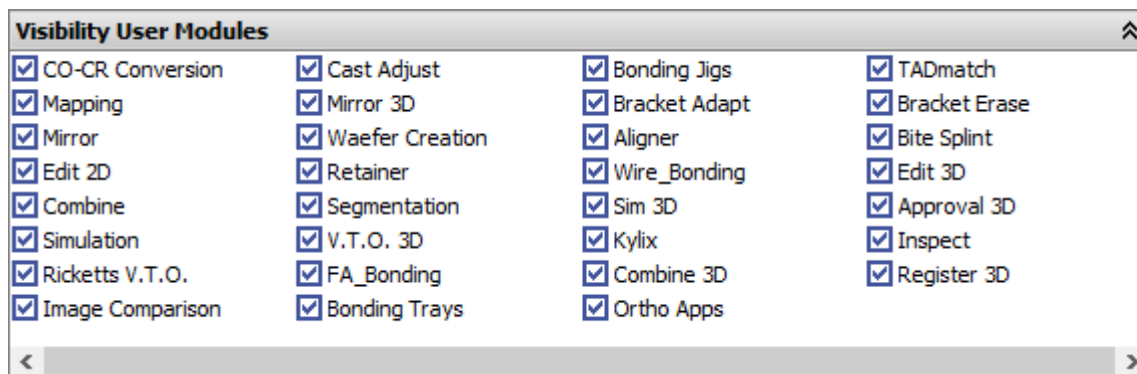 Visibility User Modules
CO-CR Conversion Cast Adjust Bonding Jigs TADmatch
Mapping Mirror 3D Bracket Adapt Bracket Erase
Mirror Waefer Creation Aligner Bite Splint
Edit 2D Retainer Wire_Bonding Edit 3D
Combine Segmentation Sim 3D Approval 3D
Simulation V.T.O. 3D Kylix Inspect
Ricketts V.T.O. FA_Bonding Combine 3D Register 3D
Image Comparison Bonding Trays Ortho Apps